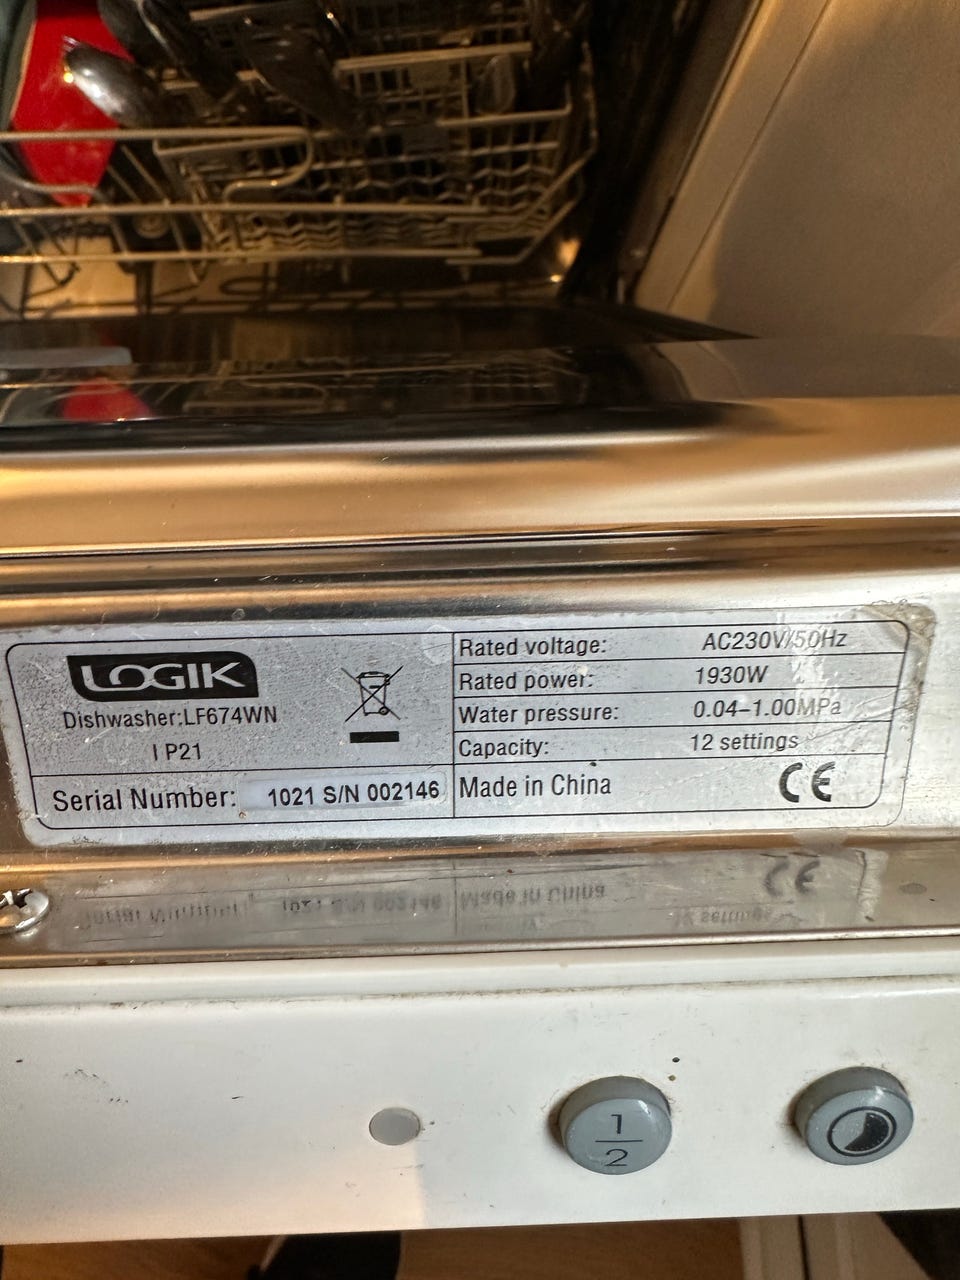 LOGIK
Dishwasher:LF674WN
I P21
Serial Number: 1021 S/N 002146
Rated voltage: AC230V/50Hz
Rated power: 1930W
Water pressure: 0.04-1.00MPa
Capacity: 12 settings
Made in China CE
1
2